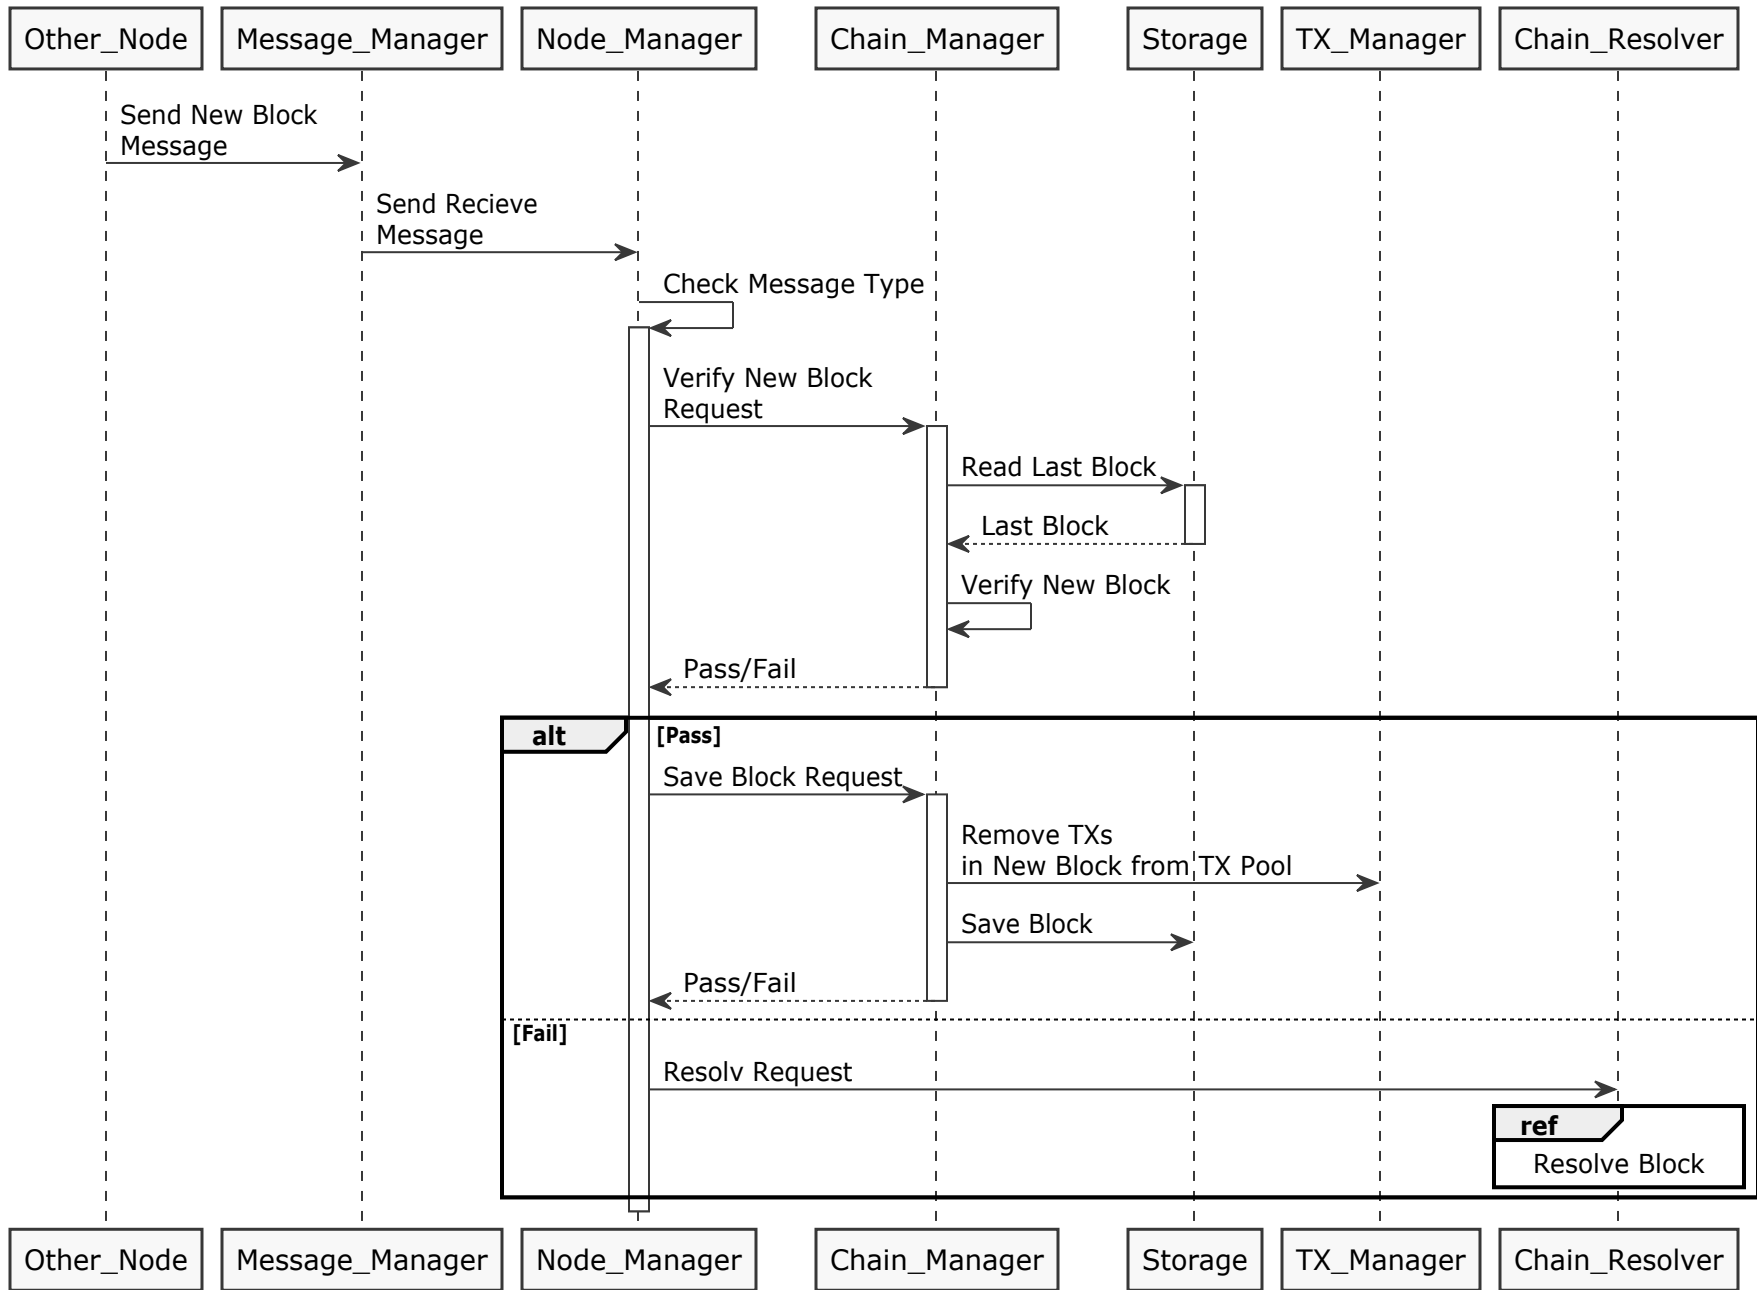 Other_Node Message_Manager Node_Manager Chain_Manager Storage TX_Manager Chain_Resolver
Send New Block
Message
Send Recieve
Message
Check Message Type
Verify New Block
Request
Read Last Block
Last Block
Verify New Block
Pass/Fail
alt [Pass]
Save Block Request
Remove TXs
in New Block from TX Pool
Save Block
Pass/Fail
[Fail]
Resolv Request
ref
Resolve Block
Other_Node Message_Manager Node_Manager Chain_Manager Storage TX_Manager Chain_Resolver